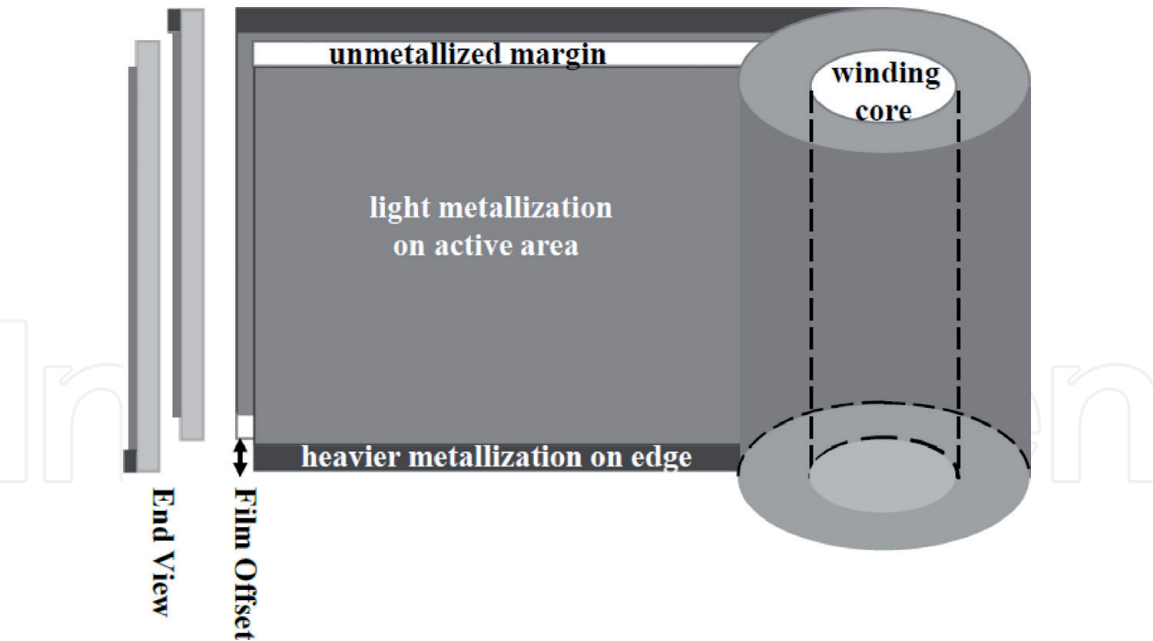 unmetallized margin
winding
core
light metallization
on active area
heavier metallization on edge
End View
Film Offset